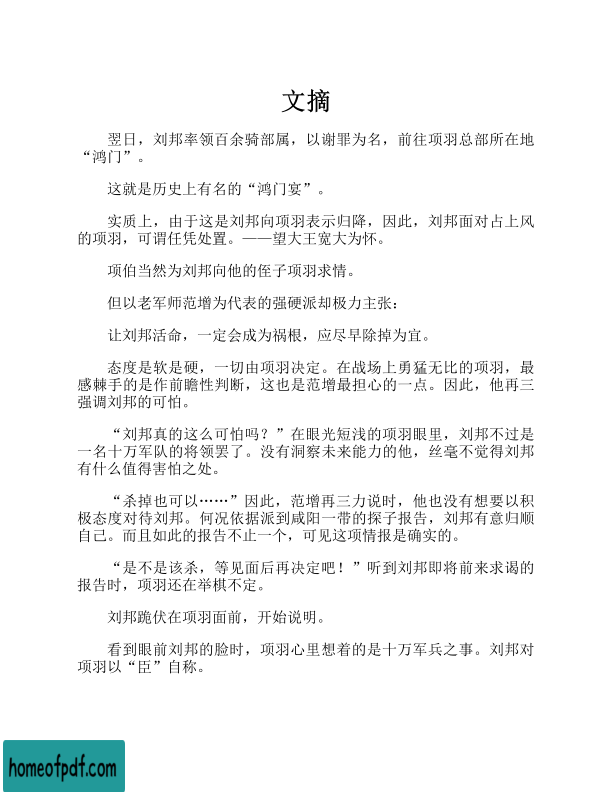 文摘
翌日，刘邦率领百余骑部属，以谢罪为名，前往项羽总部所在地
“鸿门”。
这就是历史上有名的“鸿门宴”。
实质上，由于这是刘邦向项羽表示归降，因此，刘邦面对占上风
的项羽，可谓任凭处置。——望大王宽大为怀。
项伯当然为刘邦向他的侄子项羽求情。
但以老军师范增为代表的强硬派却极力主张：
让刘邦活命，一定会成为祸根，应尽早除掉为宜。
态度是软是硬，一切由项羽决定。在战场上勇猛无比的项羽，最
感棘手的是作前瞻性判断，这也是范增最担心的一点。因此，他再三
强调刘邦的可怕。
“刘邦真的这么可怕吗？”在眼光短浅的项羽眼里，刘邦不过是
一名十万军队的将领罢了。没有洞察未来能力的他，丝毫不觉得刘邦
有什么值得害怕之处。
“杀掉也可以……”因此，范增再三力说时，他也没有想要以积
极态度对待刘邦。何况依据派到咸阳一带的探子报告，刘邦有意归顺
自己。而且如此的报告不止一个，可见这项情报是确实的。
“是不是该杀，等见面后再决定吧！”听到刘邦即将前来求谒的
报告时，项羽还在举棋不定。
刘邦跪伏在项羽面前，开始说明。
看到眼前刘邦的脸时，项羽心里想着的是十万军兵之事。刘邦对
项羽以“臣”自称。
homeofpdf.com